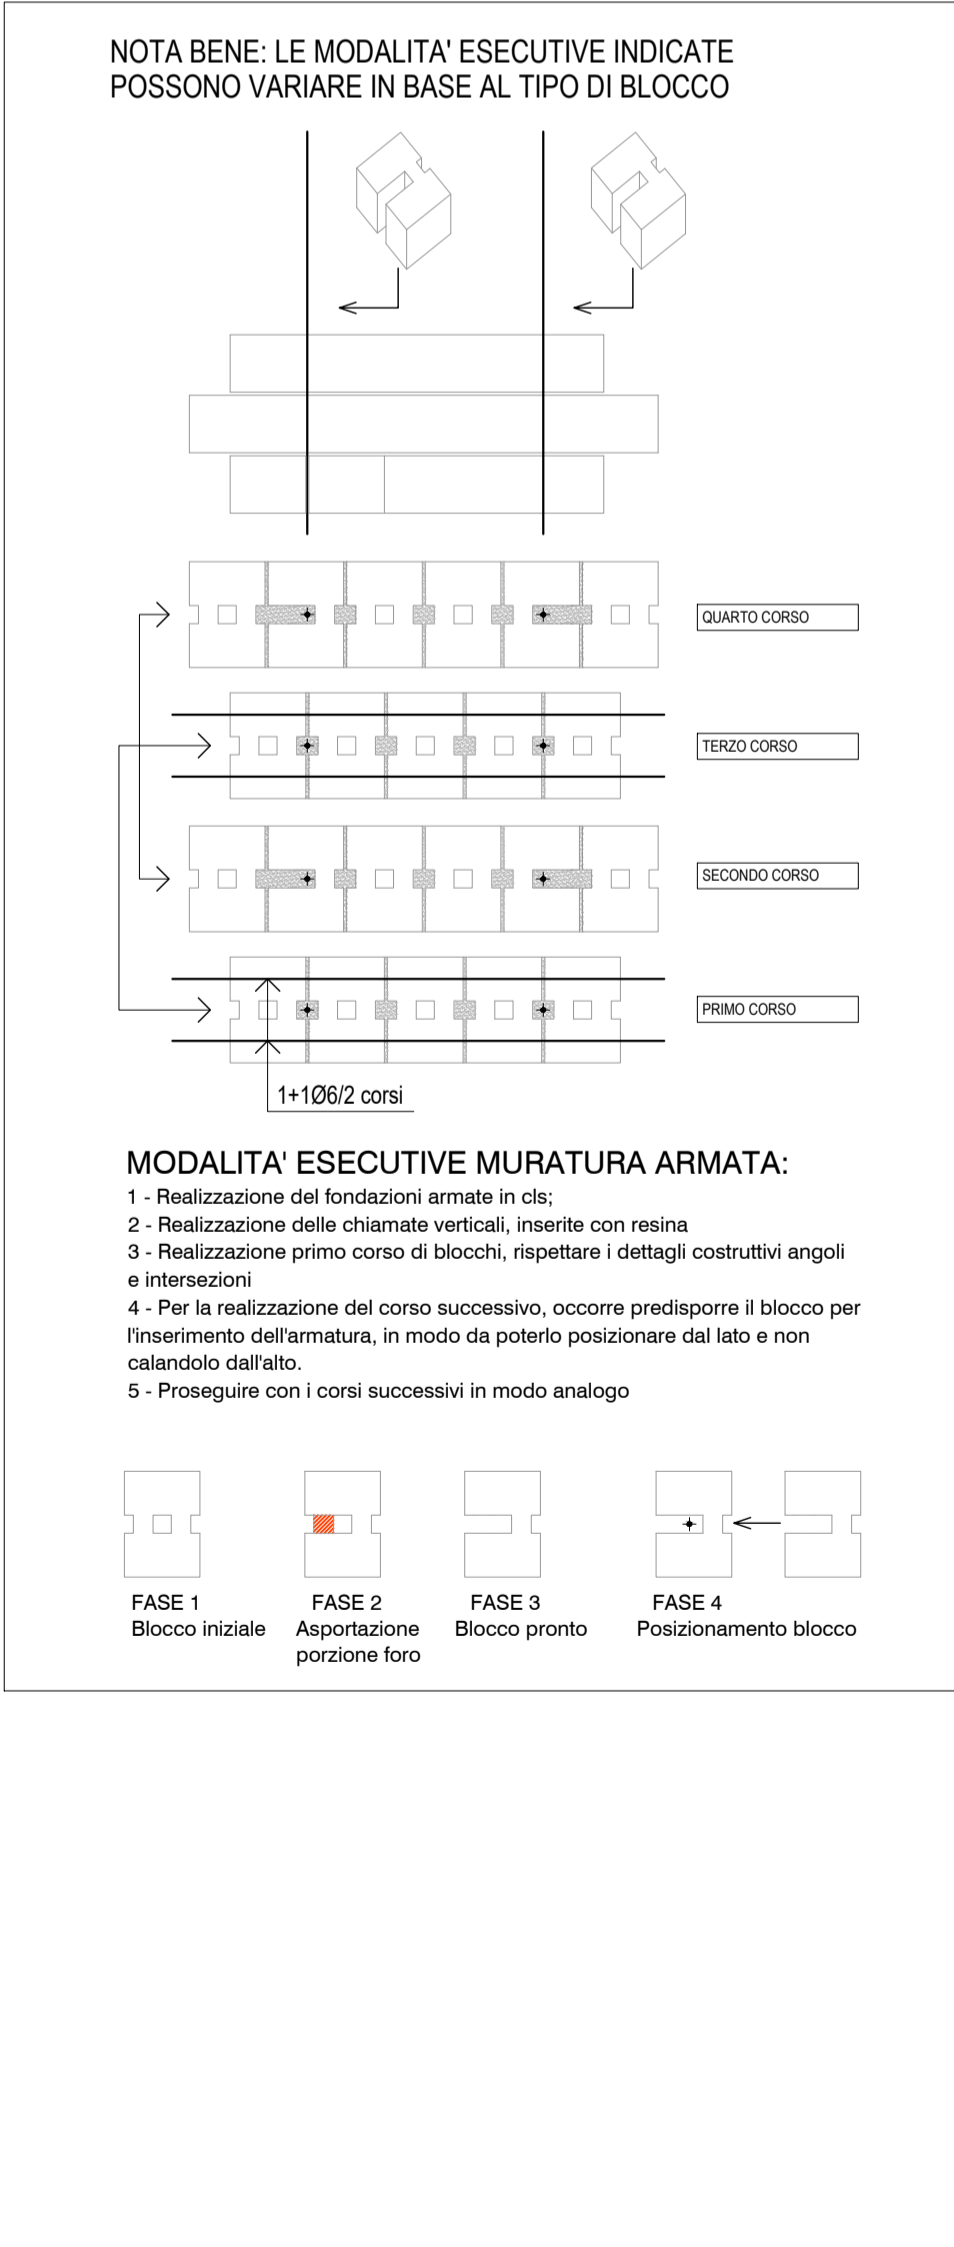 NOTA BENE: LE MODALITA' ESECUTIVE INDICATE
POSSONO VARIARE IN BASE AL TIPO DI BLOCCO
QUARTO CORSO
TERZO CORSO
SECONDO CORSO
PRIMO CORSO
1+1Ø6/2 corsi
MODALITA' ESECUTIVE MURATURA ARMATA:
1 - Realizzazione del fondazioni armate in cls;
2 - Realizzazione delle chiamate verticali, inserite con resina
3 - Realizzazione primo corso di blocchi, rispettare i dettagli costruttivi angoli
e intersezioni
4 - Per la realizzazione del corso successivo, occorre predisporre il blocco per
l'inserimento dell'armatura, in modo da poterlo posizionare dal lato e non
calandolo dall'alto.
5 - Proseguire con i corsi successivi in modo analogo
FASE 1
Blocco iniziale
FASE 2
Asportazione
porzione foro
FASE 3
Blocco pronto
FASE 4
Posizionamento blocco